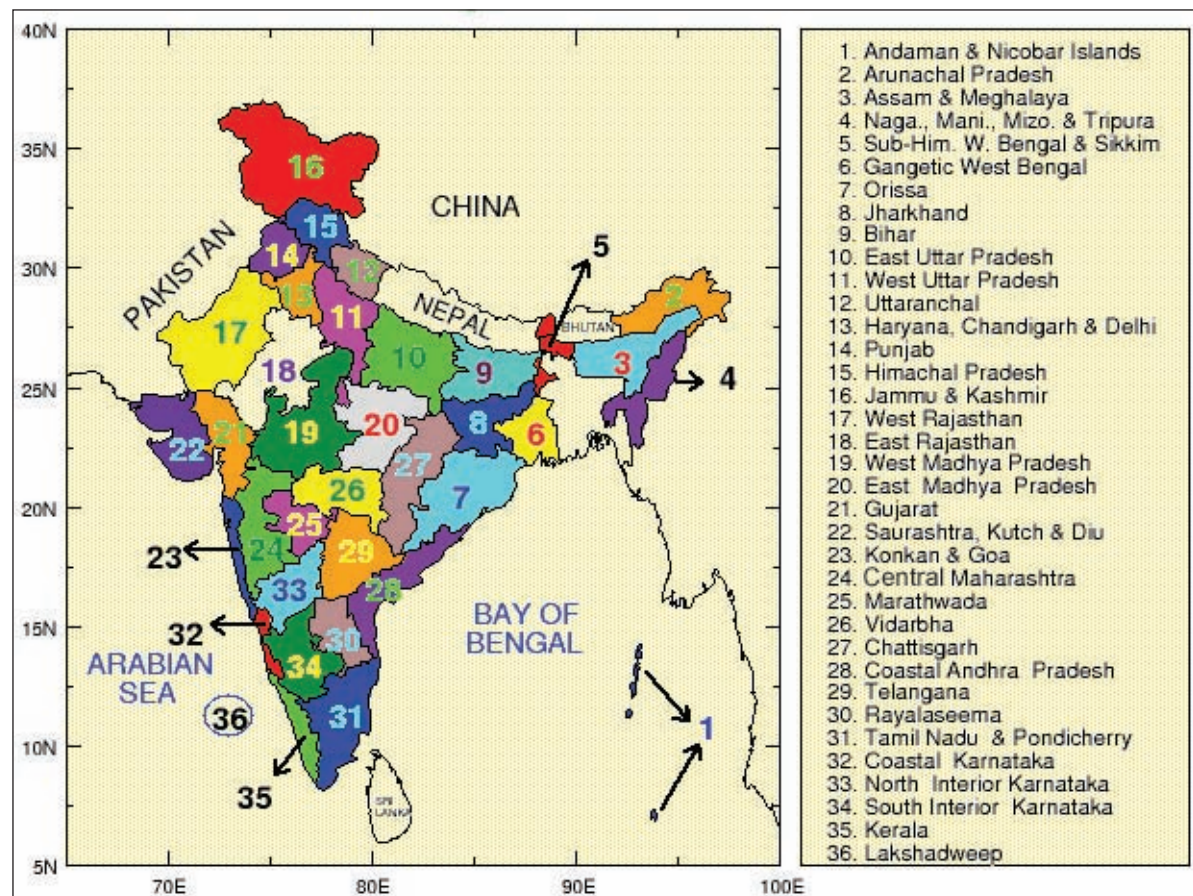 40N
35N
30N
25N
20N
15N
10N
5N
70E
80E
90E
100E
CHINA
PAKISTAN
NEPAL
BHUTAN
BAY OF
BENGAL
ARABIAN
SEA
SRI
LANKA
16
15
14
13
12
11
17
18
10
9
5
2
3
4
22
21
19
20
8
6
27
7
26
25
23
24
29
28
33
32
30
34
31
36
35
1
1. Andaman & Nicobar Islands
2. Arunachal Pradesh
3. Assam & Meghalaya
4. Naga., Mani., Mizo. & Tripura
5. Sub-Him. W. Bengal & Sikkim
6. Gangetic West Bengal
7. Orissa
8. Jharkhand
9. Bihar
10. East Uttar Pradesh
11. West Uttar Pradesh
12. Uttaranchal
13. Haryana, Chandigarh & Delhi
14. Punjab
15. Himachal Pradesh
16. Jammu & Kashmir
17. West Rajasthan
18. East Rajasthan
19. West Madhya Pradesh
20. East Madhya Pradesh
21. Gujarat
22. Saurashtra, Kutch & Diu
23. Konkan & Goa
24. Central Maharashtra
25. Marathwada
26. Vidarbha
27. Chattisgarh
28. Coastal Andhra Pradesh
29. Telangana
30. Rayalaseema
31. Tamil Nadu & Pondicherry
32. Coastal Karnataka
33. North Interior Karnataka
34. South Interior Karnataka
35. Kerala
36. Lakshadweep